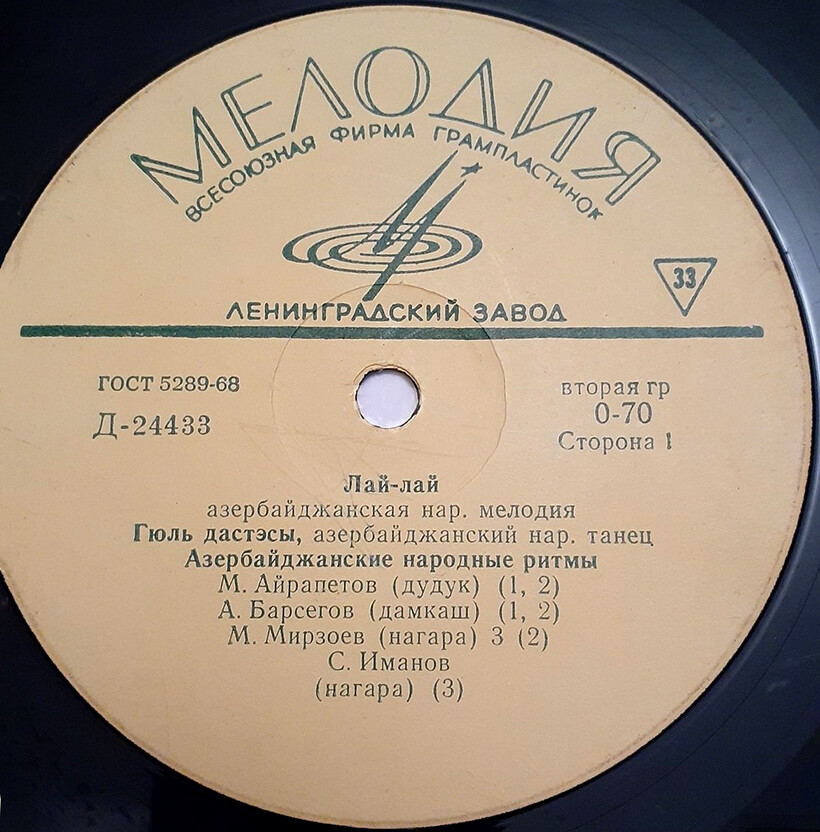 МЕЛОДИЯ
ВСЕСОЮЗНАЯ ФИРМА ГРАМПЛАСТИНОК
33
ЛЕНИНГРАДСКИЙ ЗАВОД
ГОСТ 5289-68
Д-24433
вторая гр
0-70
Сторона 1
Лай-лай
азербайджанская нар. мелодия
Гюль дастэсы, азербайджанский нар. танец
Азербайджанские народные ритмы
М. Айрапетов (дудук) (1, 2)
А. Барсегов (дамкаш) (1, 2)
М. Мирзоев (нагара) 3 (2)
С. Иманов
(нагара) (3)